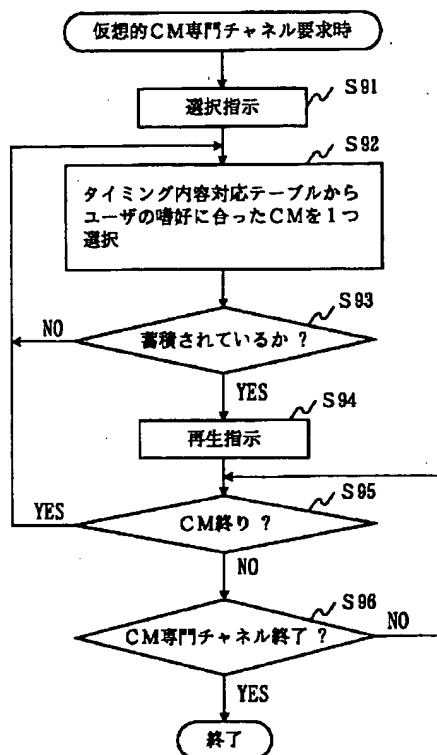 仮想的CM専門チャネル要求時
S91
選択指示
S92
タイミング内容対応テーブルから
ユーザの嗜好に合ったCMを1つ
選択
S93
NO
蓄積されているか ?
YES
S94
再生指示
S95
YES
CM終り ?
NO
S96
CM専門チャネル終了 ?
NO
YES
終了